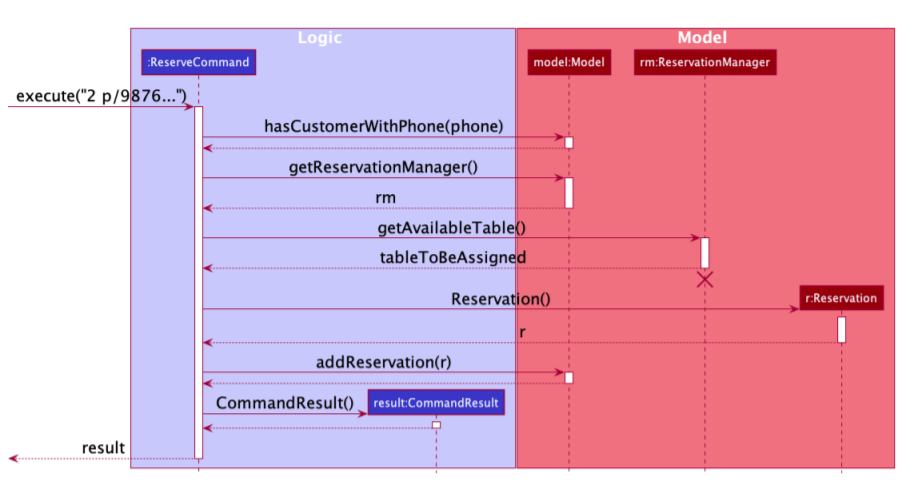 Logic
Model
:ReserveCommand
model:Model
rm:ReservationManager
execute("2 p/9876...")
hasCustomerWithPhone(phone)
getReservationManager()
rm
getAvailableTable()
tableToBeAssigned
Reservation()
r:Reservation
r
addReservation(r)
CommandResult()
result:CommandResult
result